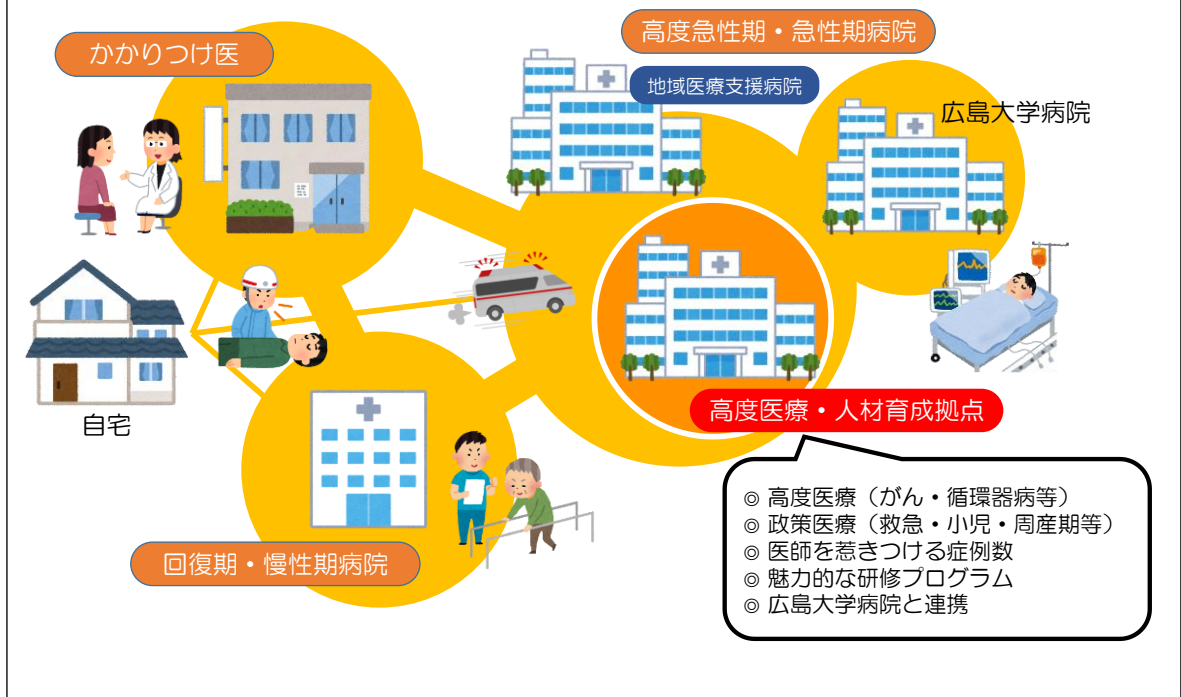 かかりつけ医
高度急性期・急性期病院
地域医療支援病院
広島大学病院
自宅
高度医療・人材育成拠点
回復期・慢性期病院
◎ 高度医療（がん・循環器病等）
◎ 政策医療（救急・小児・周産期等）
◎ 医師を惹きつける症例数
◎ 魅力的な研修プログラム
◎ 広島大学病院と連携